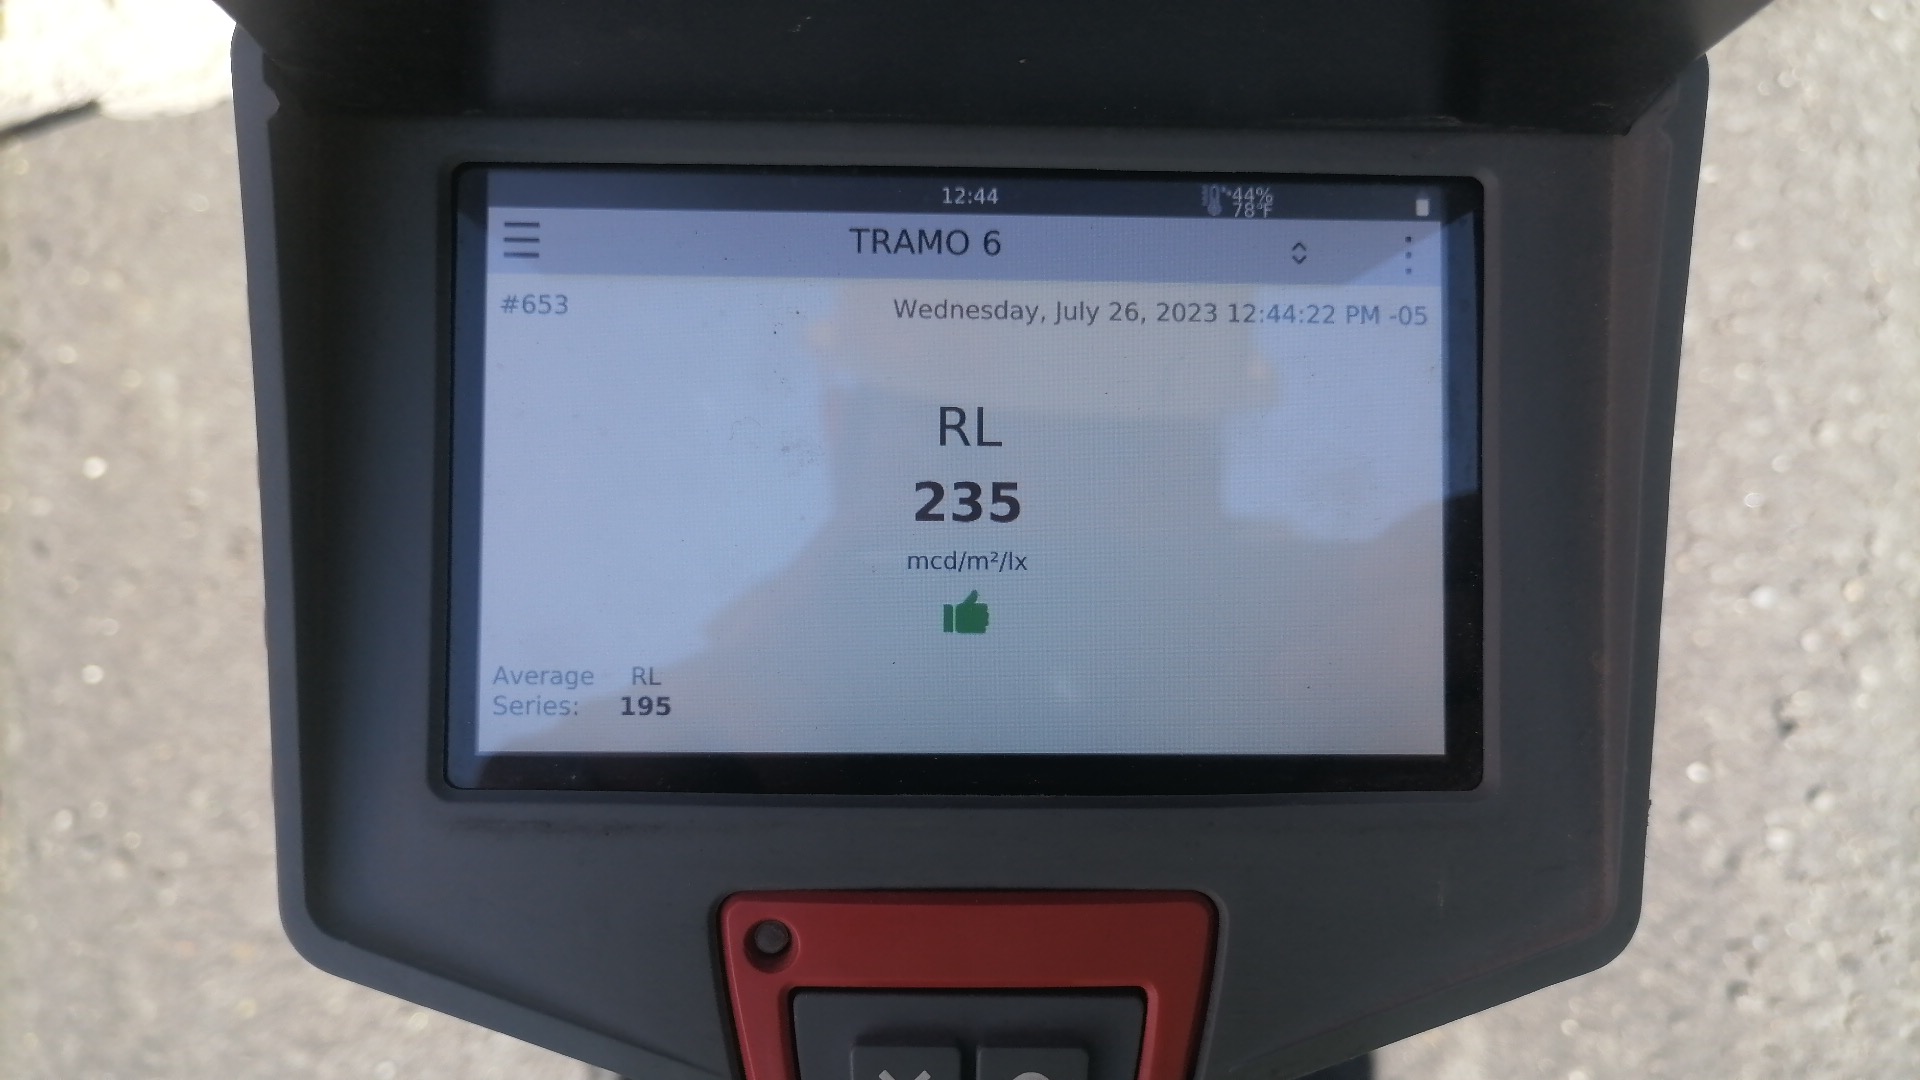 12:44
44%
78°F
TRAMO 6
#653
Wednesday, July 26, 2023 12:44:22 PM -05
RL
235
mcd/m²/lx
Average RL
Series: 195